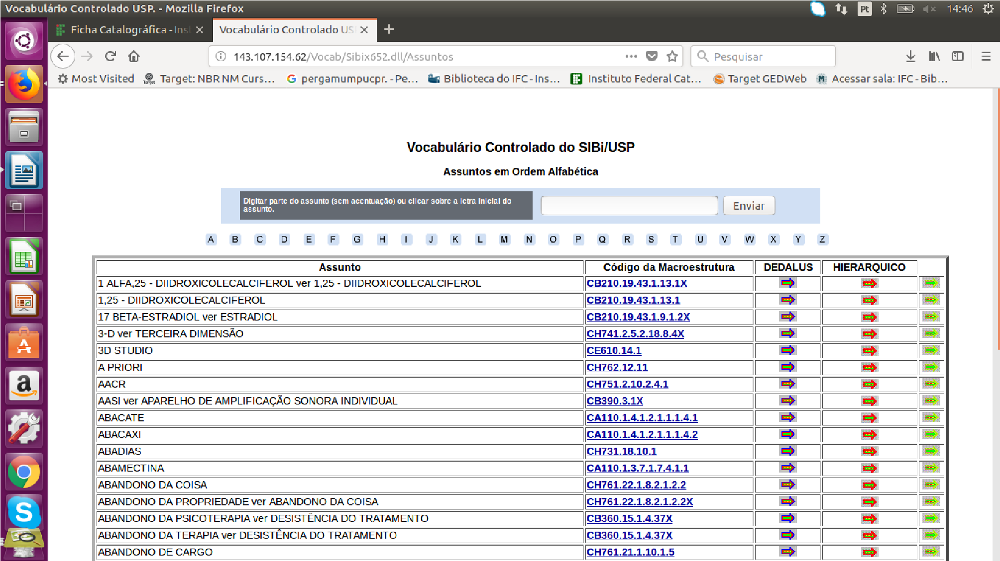 Vocabulário Controlado USP. - Mozilla Firefox
Pt
14:46
Ficha Catalográfica - Inst
Vocabulário Controlado US
143.107.154.62/Vocab/Sibix652.dll/Assuntos
Pesquisar
Most Visited
Target: NBR NM Curs...
pergamumpucpr. - Pe...
Biblioteca do IFC - Ins...
Instituto Federal Cat...
Target GEDWeb
Acessar sala: IFC - Bib...
Vocabulário Controlado do SIBi/USP
Assuntos em Ordem Alfabética
Digitar parte do assunto (sem acentuação) ou clicar sobre a letra inicial do
assunto.
Enviar
A B C D E F G H I J K L M N O P Q R S T U V W X Y Z
Assunto Código da Macroestrutura DEDALUS HIERARQUICO
1 ALFA,25 - DIIDROXICOLECALCIFEROL ver 1,25 - DIIDROXICOLECALCIFEROL CB210.19.43.1.13.1X
1,25 - DIIDROXICOLECALCIFEROL CB210.19.43.1.13.1
17 BETA-ESTRADIOL ver ESTRADIOL CB210.19.43.1.9.1.2X
3-D ver TERCEIRA DIMENSÃO CH741.2.5.2.18.8.4X
3D STUDIO CE610.14.1
A PRIORI CH762.12.11
AACR CH751.2.10.2.4.1
AASI ver APARELHO DE AMPLIFICAÇÃO SONORA INDIVIDUAL CB390.3.1X
ABACATE CA110.1.4.1.2.1.1.1.4.1
ABACAXI CA110.1.4.1.2.1.1.1.4.2
ABADIAS CH731.18.10.1
ABAMECTINA CA110.1.3.7.1.7.4.1.1
ABANDONO DA COISA CH761.22.1.8.2.1.2.2
ABANDONO DA PROPRIEDADE ver ABANDONO DA COISA CH761.22.1.8.2.1.2.2X
ABANDONO DA PSICOTERAPIA ver DESISTÊNCIA DO TRATAMENTO CB360.15.1.4.37X
ABANDONO DA TERAPIA ver DESISTÊNCIA DO TRATAMENTO CB360.15.1.4.37X
ABANDONO DE CARGO CH761.21.1.10.1.5